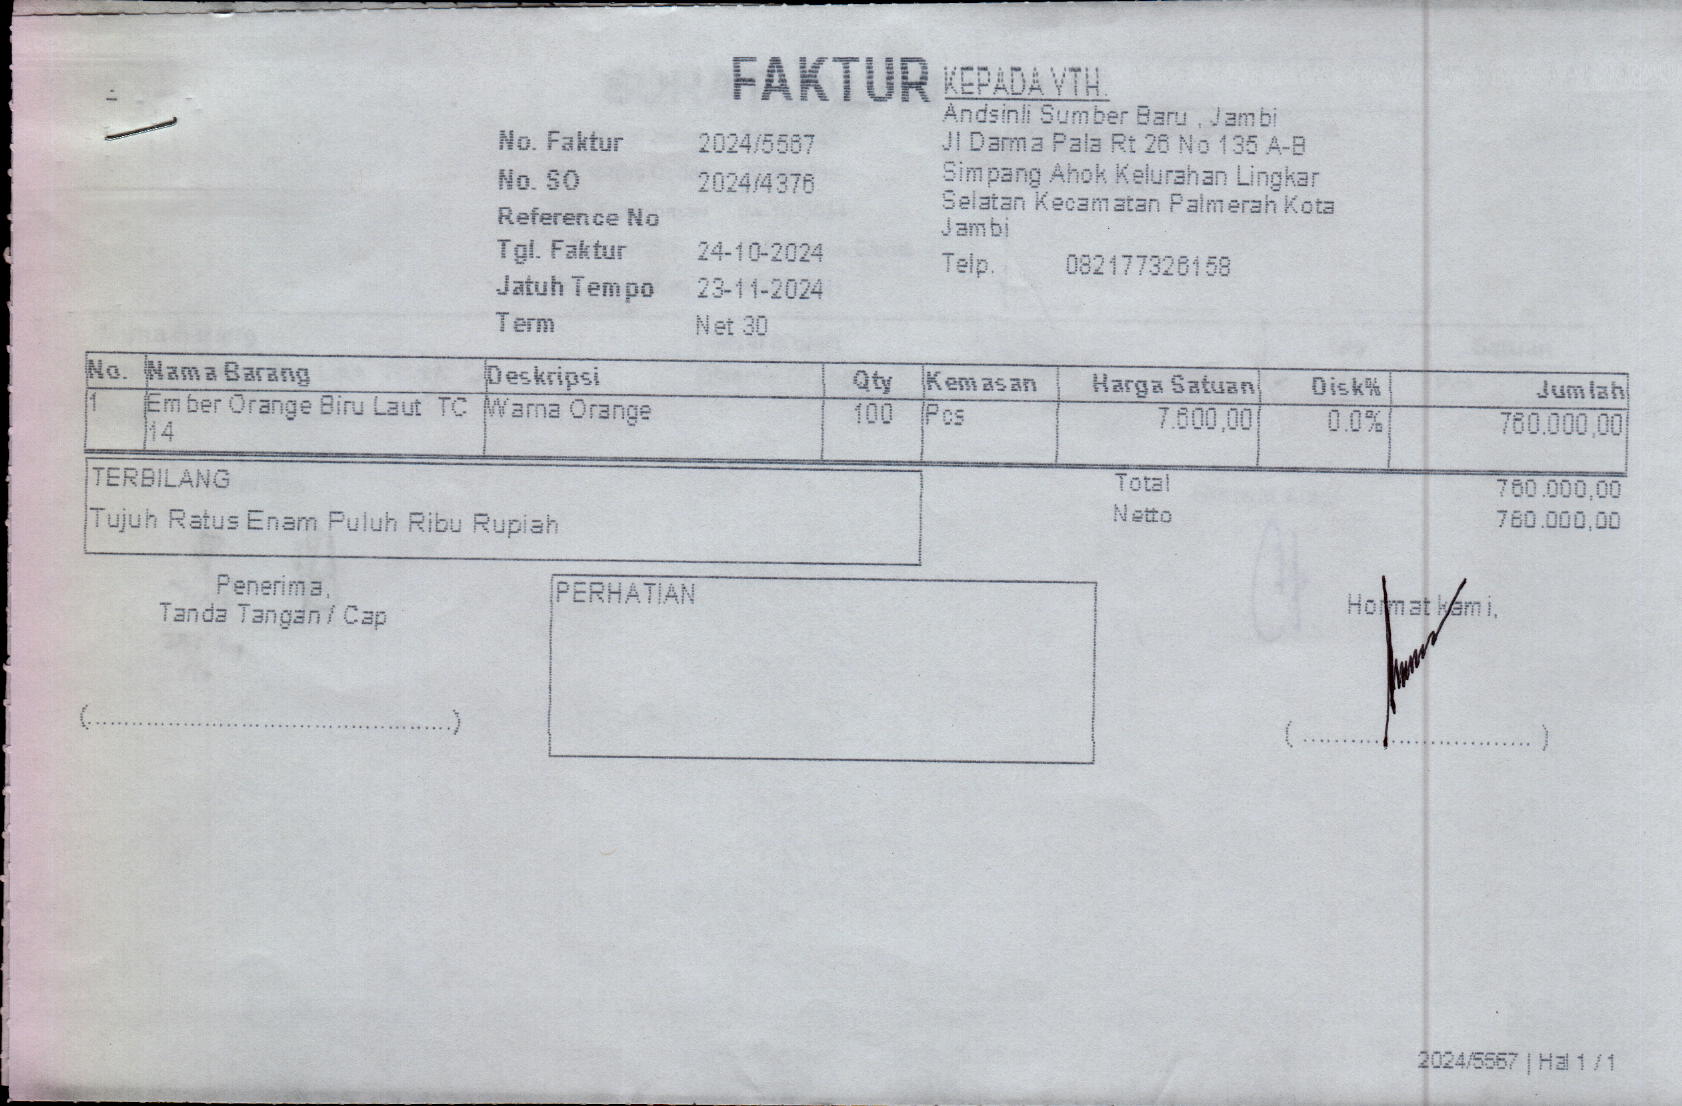 FAKTUR
No. Faktur 2024/5567
No. SO 2024/4376
Reference No
Tgl. Faktur 24-10-2024
Jatuh Tempo 23-11-2024
Term Net 30
KEPADA YTH.
Andsinli Sumber Baru , Jambi
Jl Darma Pala Rt 26 No 135 A-B
Simpang Ahok Kelurahan Lingkar
Selatan Kecamatan Palmerah Kota
Jambi
Telp. 082177326158
No. Nama Barang Deskripsi Qty Kemasan Harga Satuan Disk% Jumlah
1 Ember Orange Biru Laut TC Warna Orange 100 Pcs 7.600,00 0.0% 760.000,00
14
TERBILANG
Tujuh Ratus Enam Puluh Ribu Rupiah
Total 760.000,00
Netto 760.000,00
Penerima,
Tanda Tangan / Cap
(..................................................)
PERHATIAN
Hormat kami,
( ................................ )
2024/5567 | Hal 1 / 1